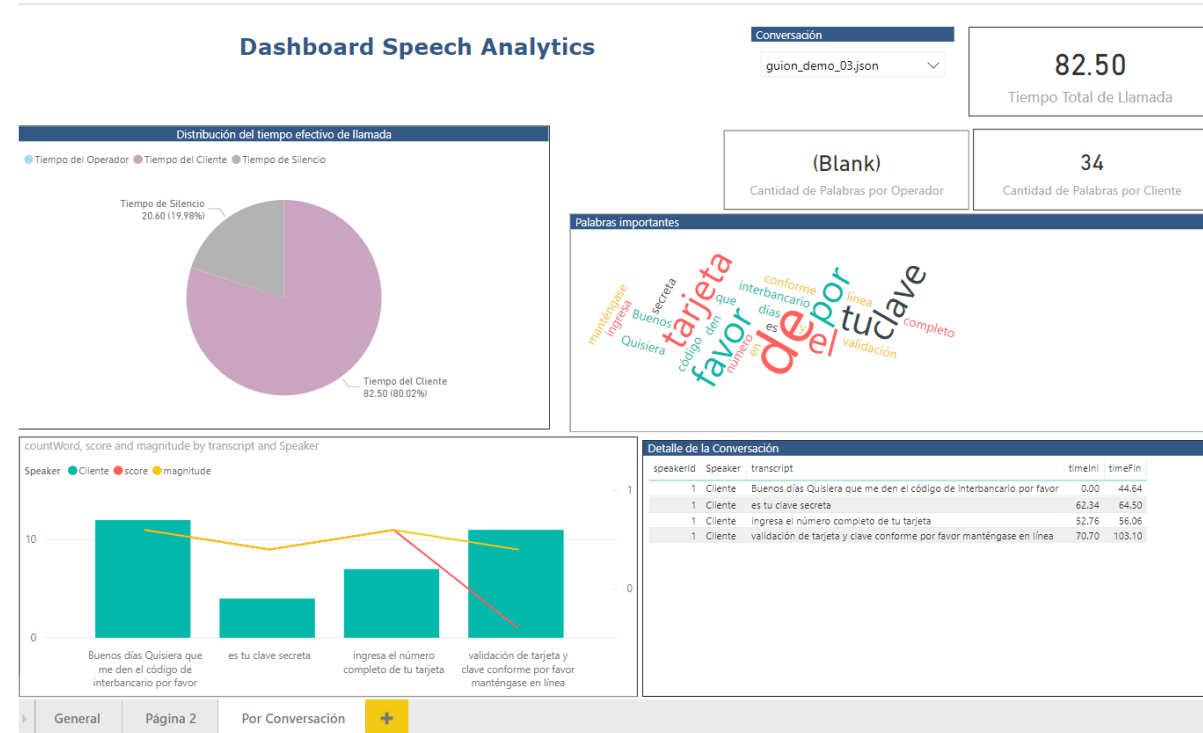 Dashboard Speech Analytics
Conversación
guion_demo_03.json
82.50
Tiempo Total de Llamada
Distribución del tiempo efectivo de llamada
Tiempo del Operador Tiempo del Cliente Tiempo de Silencio
Tiempo de Silencio
20.60 (19.98%)
Tiempo del Cliente
82.50 (80.02%)
(Blank)
Cantidad de Palabras por Operador
34
Cantidad de Palabras por Cliente
Palabras importantes
manténgase
ingresa
secreta
Buenos
Quisiera
tarjeta
que
código
den
favor
número
interbancario
conforme
días
es
en
y
de
por
el
línea
tu
clave
validación
completo
countWord, score and magnitude by transcript and Speaker
Speaker Cliente score magnitude
1
10
0
0
Buenos días Quisiera que
me den el código de
interbancario por favor
es tu clave secreta
ingresa el número
completo de tu tarjeta
validación de tarjeta y
clave conforme por favor
manténgase en línea
Detalle de la Conversación
speakerId Speaker transcript timeIni timeFin
1 Cliente Buenos días Quisiera que me den el código de interbancario por favor 0.00 44.64
1 Cliente es tu clave secreta 62.34 64.50
1 Cliente ingresa el número completo de tu tarjeta 52.76 56.06
1 Cliente validación de tarjeta y clave conforme por favor manténgase en línea 70.70 103.10
General Página 2 Por Conversación +